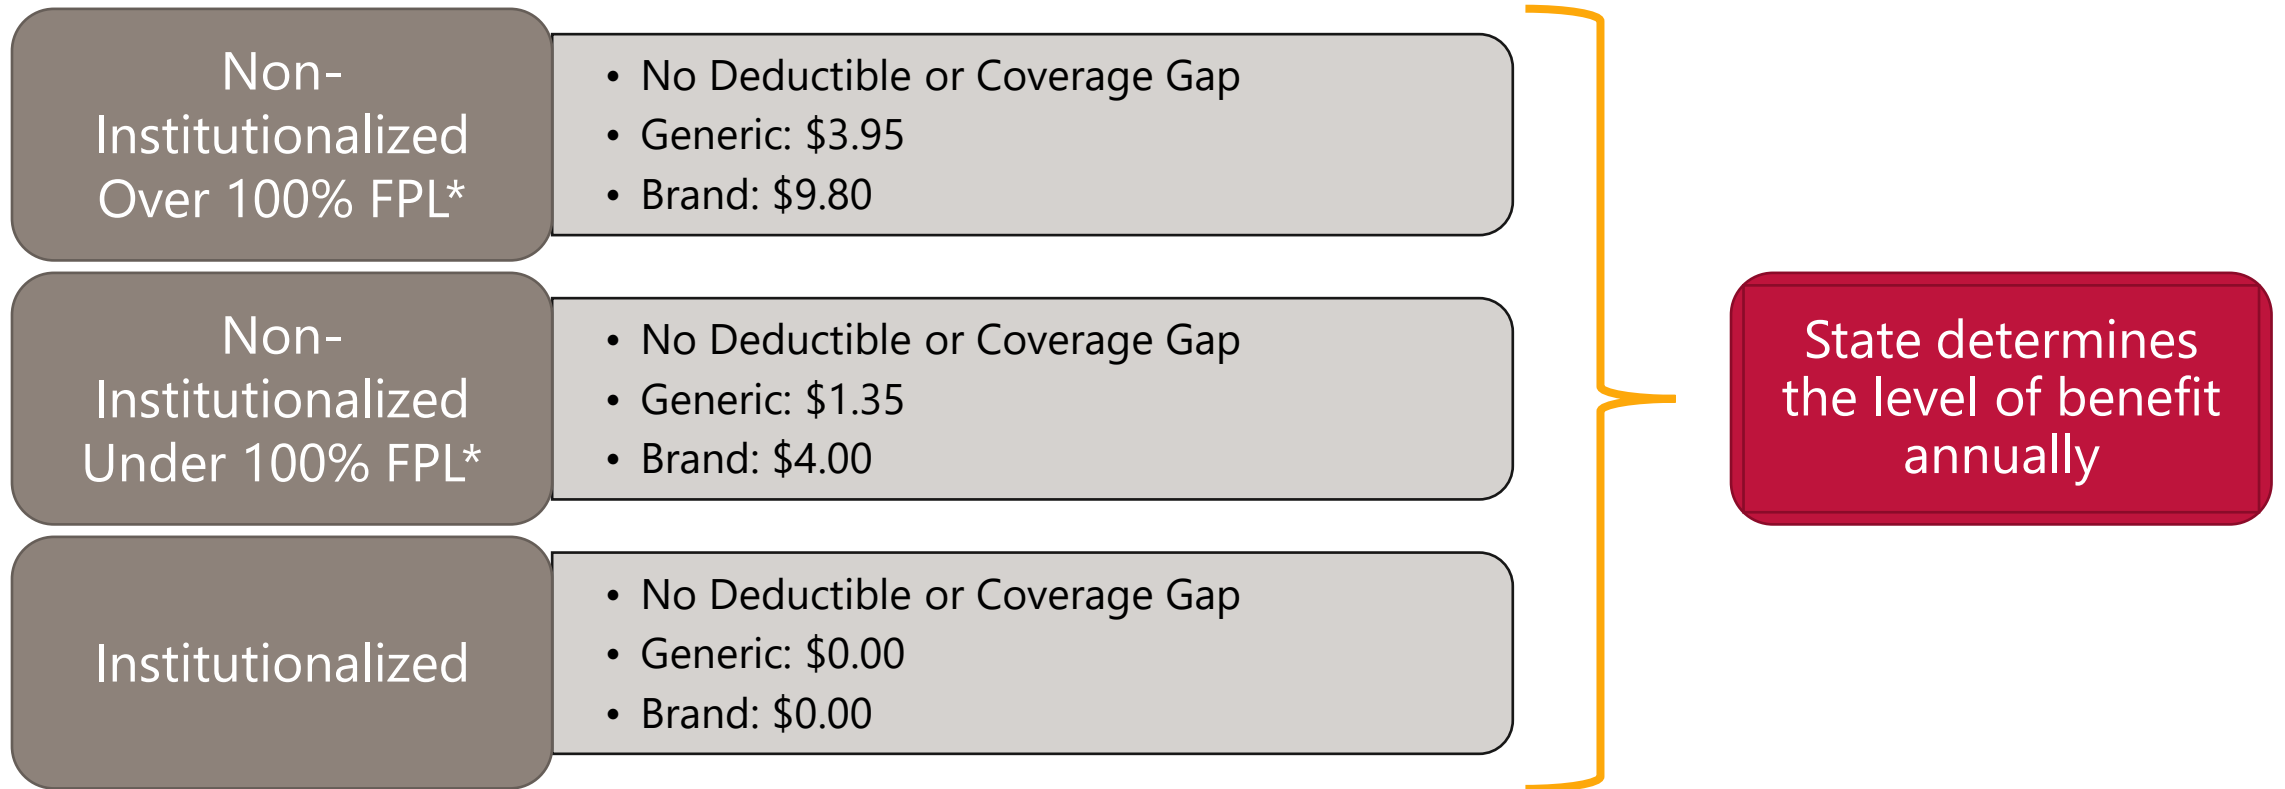 Non-
Institutionalized
Over 100% FPL*
• No Deductible or Coverage Gap
• Generic: $3.95
• Brand: $9.80
Non-
Institutionalized
Under 100% FPL*
• No Deductible or Coverage Gap
• Generic: $1.35
• Brand: $4.00
Institutionalized
• No Deductible or Coverage Gap
• Generic: $0.00
• Brand: $0.00
State determines
the level of benefit
annually